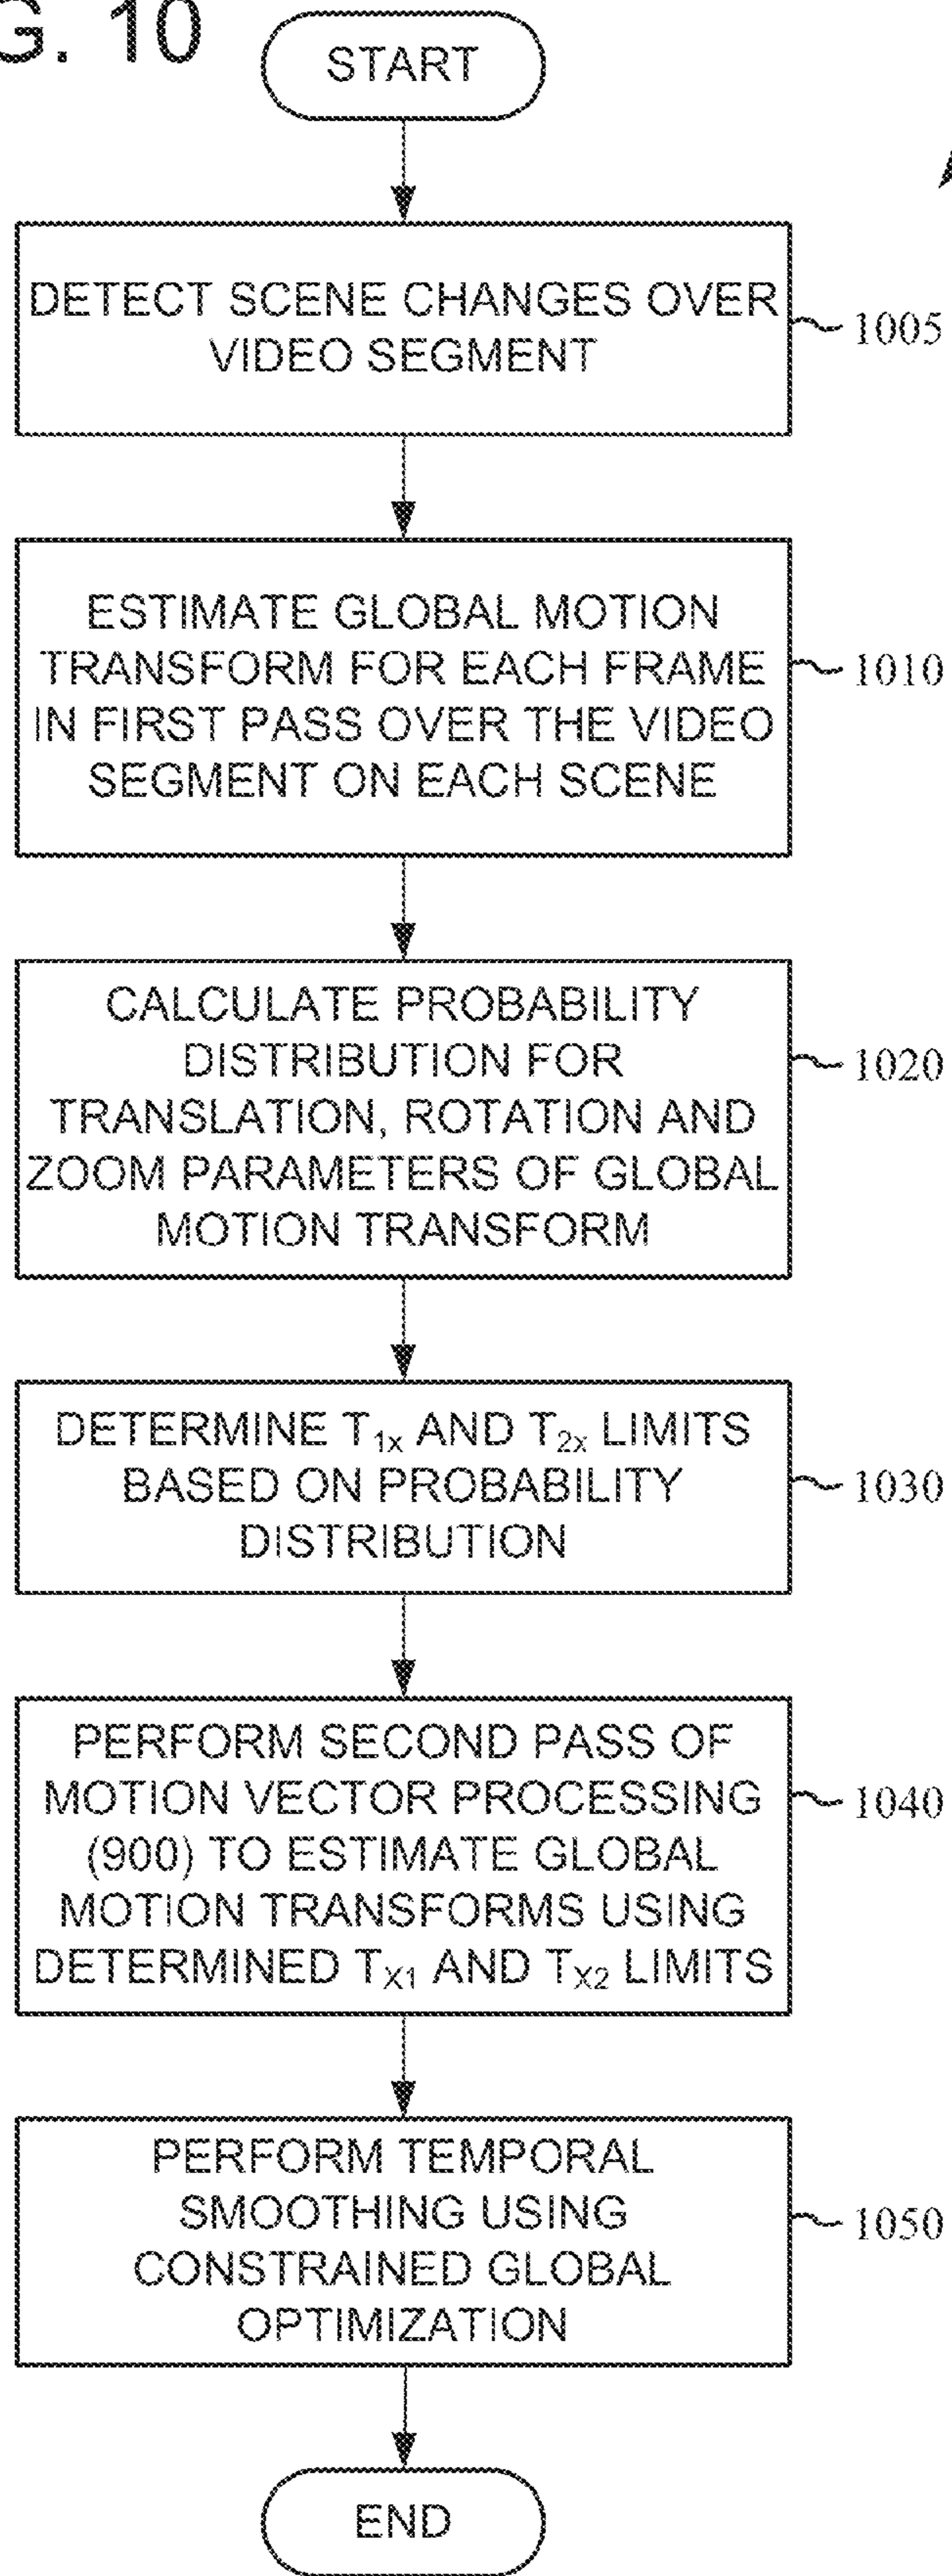 G. 10
START
DETECT SCENE CHANGES OVER
VIDEO SEGMENT
1005
ESTIMATE GLOBAL MOTION
TRANSFORM FOR EACH FRAME
IN FIRST PASS OVER THE VIDEO
SEGMENT ON EACH SCENE
1010
CALCULATE PROBABILITY
DISTRIBUTION FOR
TRANSLATION, ROTATION AND
ZOOM PARAMETERS OF GLOBAL
MOTION TRANSFORM
1020
DETERMINE T1x AND T2x LIMITS
BASED ON PROBABILITY
DISTRIBUTION
1030
PERFORM SECOND PASS OF
MOTION VECTOR PROCESSING
(900) TO ESTIMATE GLOBAL
MOTION TRANSFORMS USING
DETERMINED TX1 AND TX2 LIMITS
1040
PERFORM TEMPORAL
SMOOTHING USING
CONSTRAINED GLOBAL
OPTIMIZATION
1050
END